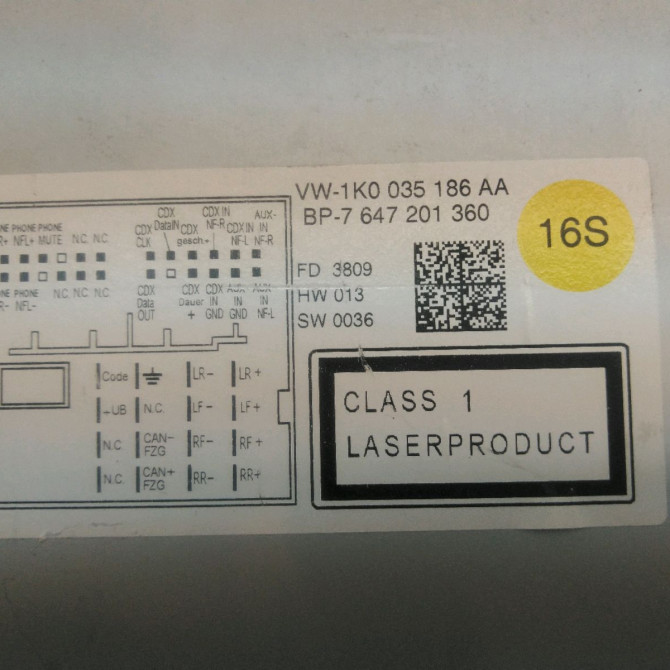 VW-1K0 035 186 AA
BP-7 647 201 360
16S
FD 3809
HW 013
SW 0036
CLASS 1
LASERPRODUCT
CDX CDX IN AUX-
NE PHONE PHONE CDX DataIN NF-R CDX IN IN
R+ NFL+ MUTE N.C. N.C. CLK gesch.+ NF-L NF-R
NE PHONE N.C. N.C. N.C. CDX CDX CDX AUX AUX
R- NFL- Data Dauer IN IN IN
OUT + GND GND NF-L
Code LR- LR+
+UB N.C. LF- LF+
N.C. CAN- FZG RF- RF+
N.C. CAN+ FZG RR- RR+